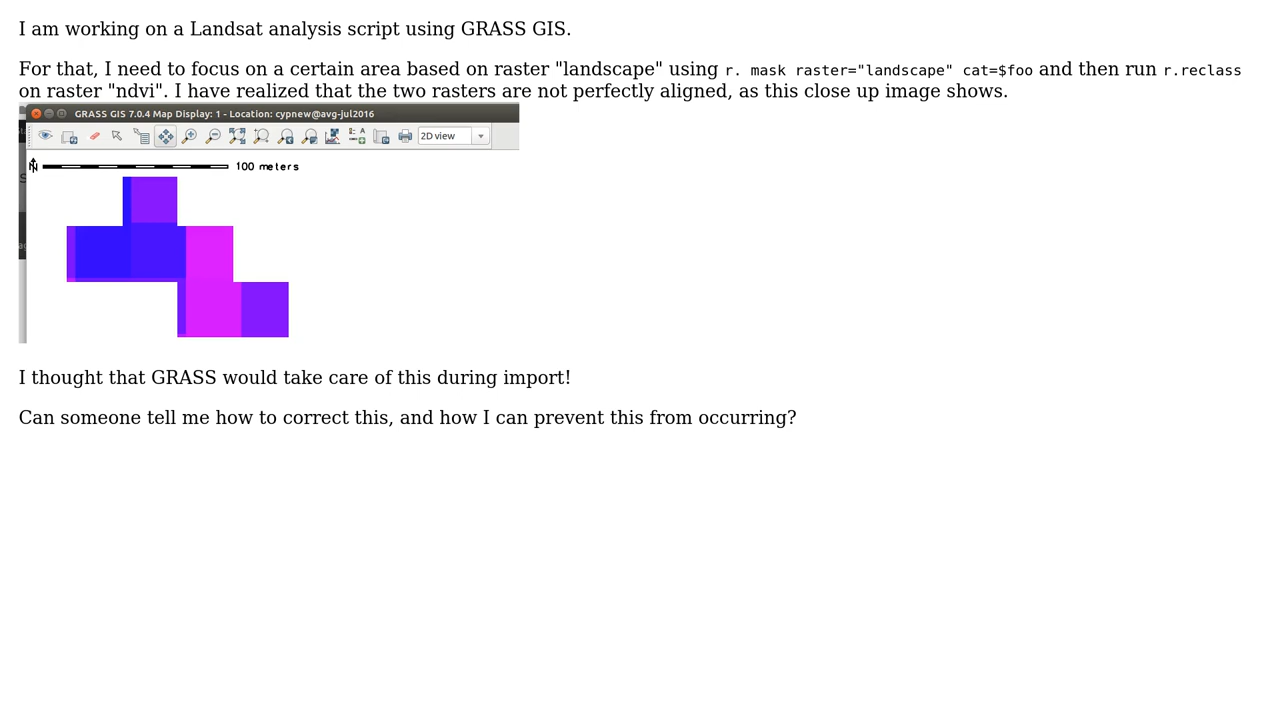 I am working on a Landsat analysis script using GRASS GIS.
For that, I need to focus on a certain area based on raster "landscape" using r. mask raster="landscape" cat=$foo and then run r.reclass
on raster "ndvi". I have realized that the two rasters are not perfectly aligned, as this close up image shows.
GRASS GIS 7.0.4 Map Display: 1 - Location: cypnew@avg-jul2016
2D view
N 100 meters
I thought that GRASS would take care of this during import!
Can someone tell me how to correct this, and how I can prevent this from occurring?